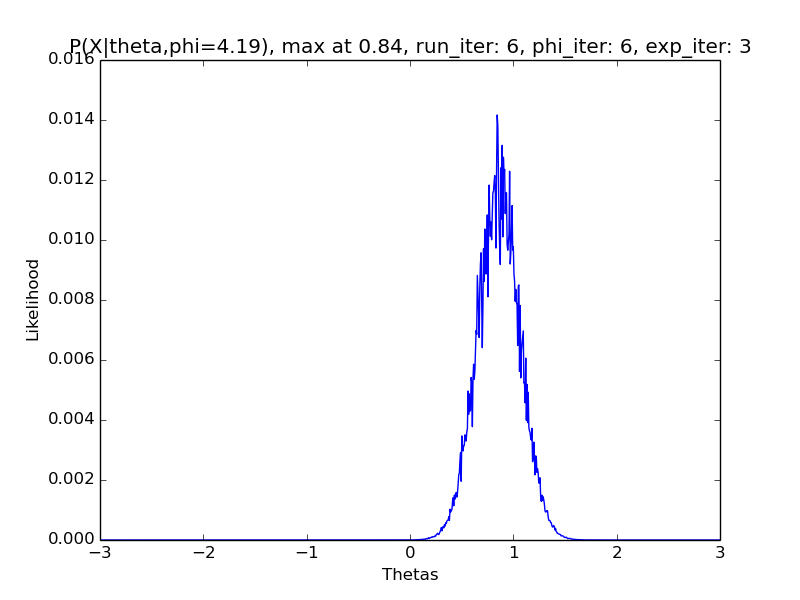 P(X|theta,phi=4.19), max at 0.84, run_iter: 6, phi_iter: 6, exp_iter: 3
0.016
0.014
0.012
0.010
0.008
0.006
0.004
0.002
0.000
Likelihood
−3 −2 −1 0 1 2 3
Thetas